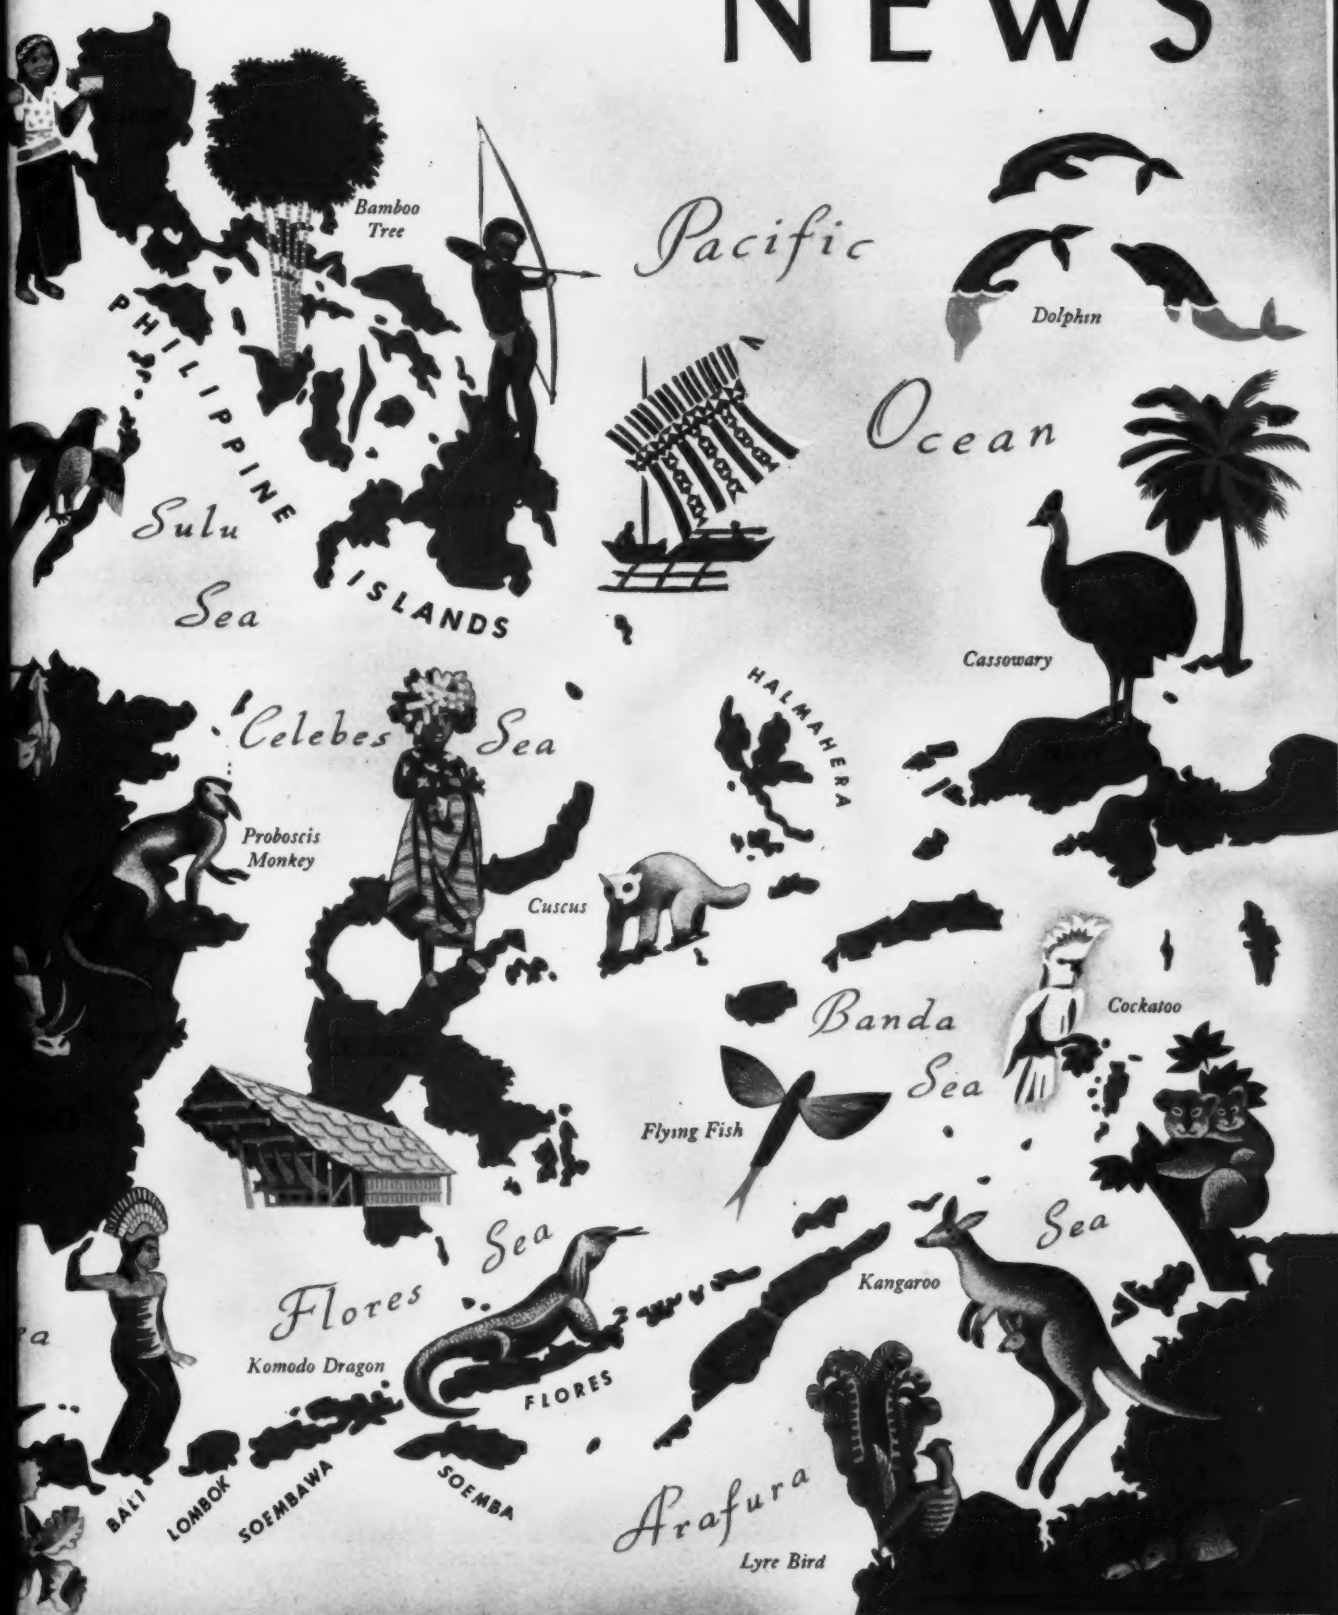 NEWS
Bamboo
Tree
Pacific
Dolphin
PHILIPPINE
Ocean
Sulu
Sea
ISLANDS
Cassowary
HALMAHERA
Celebes Sea
Proboscis
Monkey
Cuscus
Banda
Sea
Cockatoo
Flying Fish
Sea
Sea
Kangaroo
Flores
Komodo Dragon
FLORES
BALI
LOMBOK
SOEMBAWA
SOEMBA
Arafura
Lyre Bird